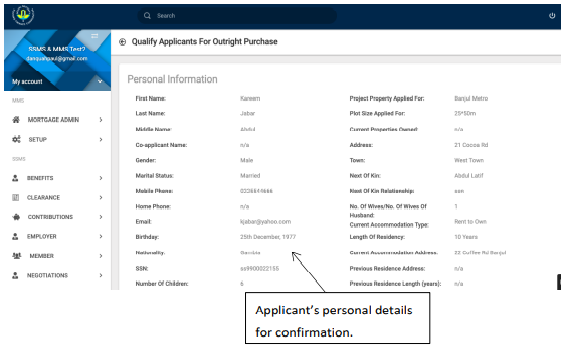 Search
Qualify Applicants For Outright Purchase
SSMS & MMS Test?
danquahpaul@gmail.com
My account
MMS
MORTGAGE ADMIN
SETUP
SSMS
BENEFITS
CLEARANCE
CONTRIBUTIONS
EMPLOYER
MEMBER
NEGOTIATIONS
Personal Information
First Name: Kareem Project Property Applied For: Banjul Metro
Last Name: Jabar Plot Size Applied For: 25*50m
Middle Name: Abdul Current Properties Owned: n/a
Co-applicant Name: n/a Address: 21 Cocoa Rd
Gender: Male Town: West Town
Marital Status: Married Next Of Kin: Abdul Latif
Mobile Phone: Next Of Kin Relationship: son
Home Phone: n/a No. Of Wives/No. Of Wives Of Husband: 1
Email: kjabar@yahoo.com Current Accommodation Type: Rent-to-Own
Birthday: 25th December, 1977 Length Of Residency: 10 Years
Nationality: Gambia Current Accommodation Address: 22 Rd Banjul
SSN: ss9900022155 Previous Residence Address: n/a
Number Of Children: 6 Previous Residence Length (years): n/a
Applicant's personal details
for confirmation.